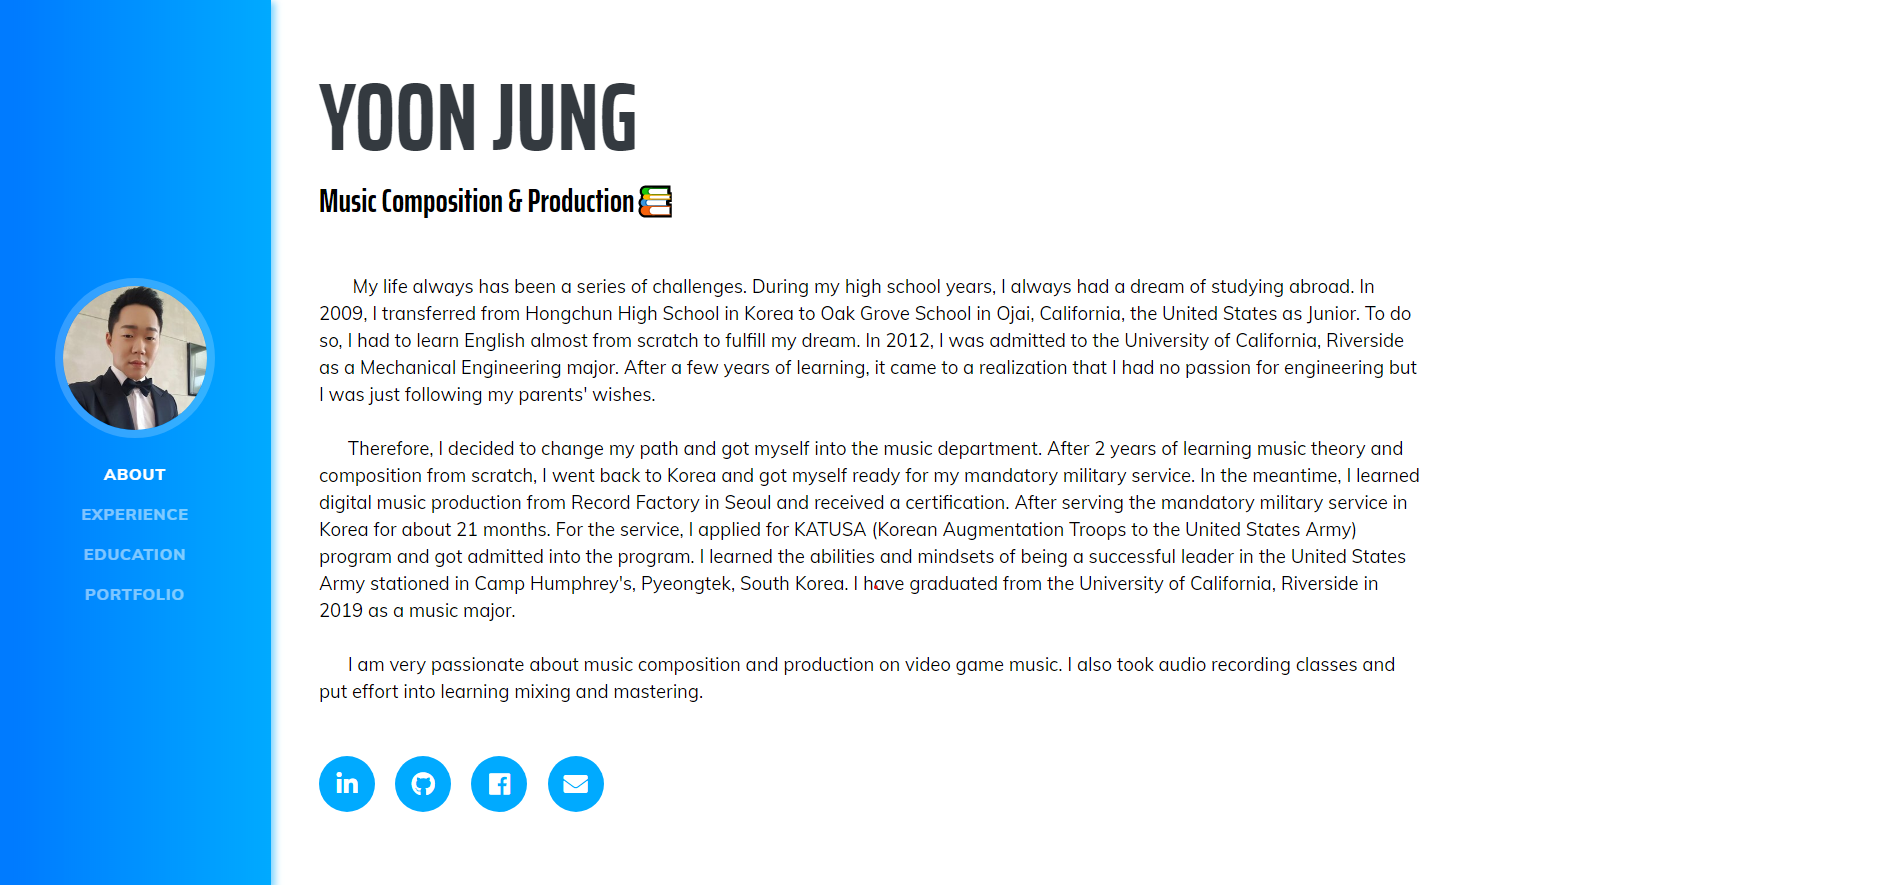 YOON JUNG
Music Composition & Production
My life always has been a series of challenges. During my high school years, I always had a dream of studying abroad. In
2009, I transferred from Hongchun High School in Korea to Oak Grove School in Ojai, California, the United States as Junior. To do
so, I had to learn English almost from scratch to fulfill my dream. In 2012, I was admitted to the University of California, Riverside
as a Mechanical Engineering major. After a few years of learning, it came to a realization that I had no passion for engineering but
I was just following my parents' wishes.
Therefore, I decided to change my path and got myself into the music department. After 2 years of learning music theory and
composition from scratch, I went back to Korea and got myself ready for my mandatory military service. In the meantime, I learned
digital music production from Record Factory in Seoul and received a certification. After serving the mandatory military service in
Korea for about 21 months. For the service, I applied for KATUSA (Korean Augmentation Troops to the United States Army)
program and got admitted into the program. I learned the abilities and mindsets of being a successful leader in the United States
Army stationed in Camp Humphrey's, Pyeongtek, South Korea. I have graduated from the University of California, Riverside in
2019 as a music major.
I am very passionate about music composition and production on video game music. I also took audio recording classes and
put effort into learning mixing and mastering.
ABOUT
EXPERIENCE
EDUCATION
PORTFOLIO
in